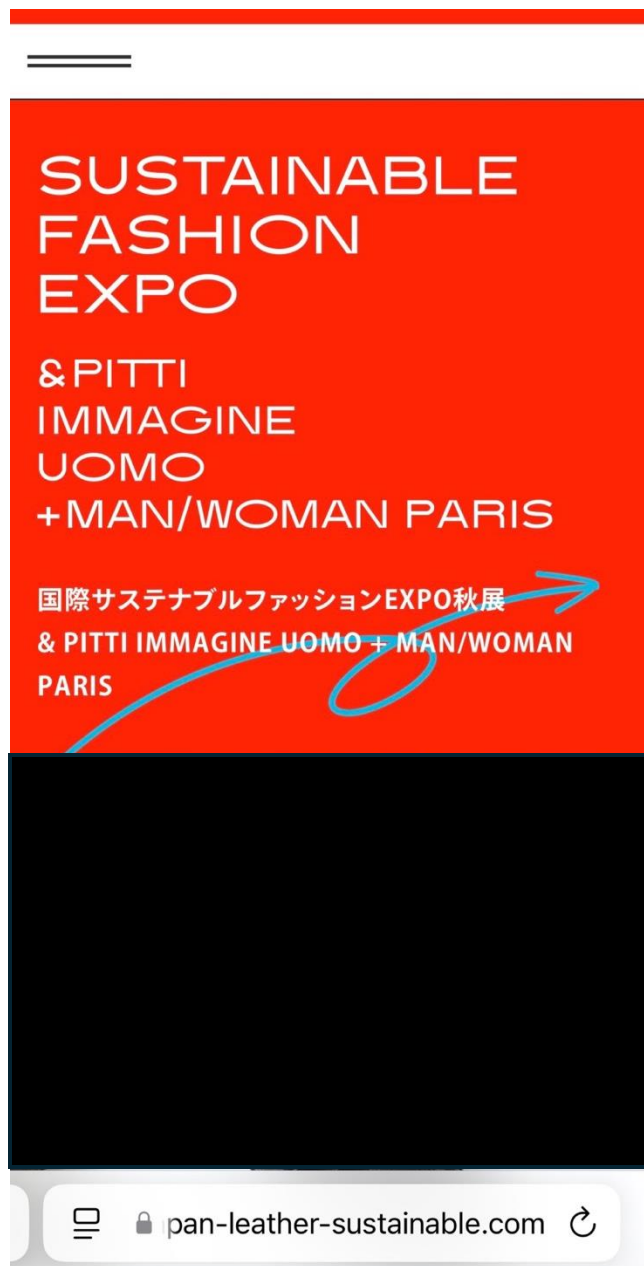 SUSTAINABLE
FASHION
EXPO
& PITTI
IMMAGINE
UOMO
+MAN/WOMAN PARIS
国際サステナブルファッションEXPO秋展
& PITTI IMMAGINE UOMO + MAN/WOMAN
PARIS
pan-leather-sustainable.com